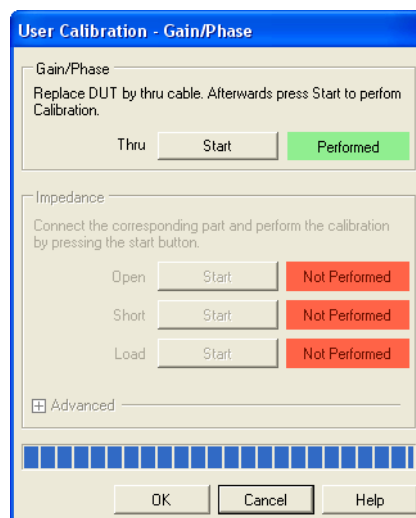 User Calibration - Gain/Phase
Gain/Phase
Replace DUT by thru cable. Afterwards press Start to perfom
Calibration.
Thru Start Performed
Impedance
Connect the corresponding part and perform the calibration
by pressing the start button.
Open Start Not Performed
Short Start Not Performed
Load Start Not Performed
Advanced
OK Cancel Help